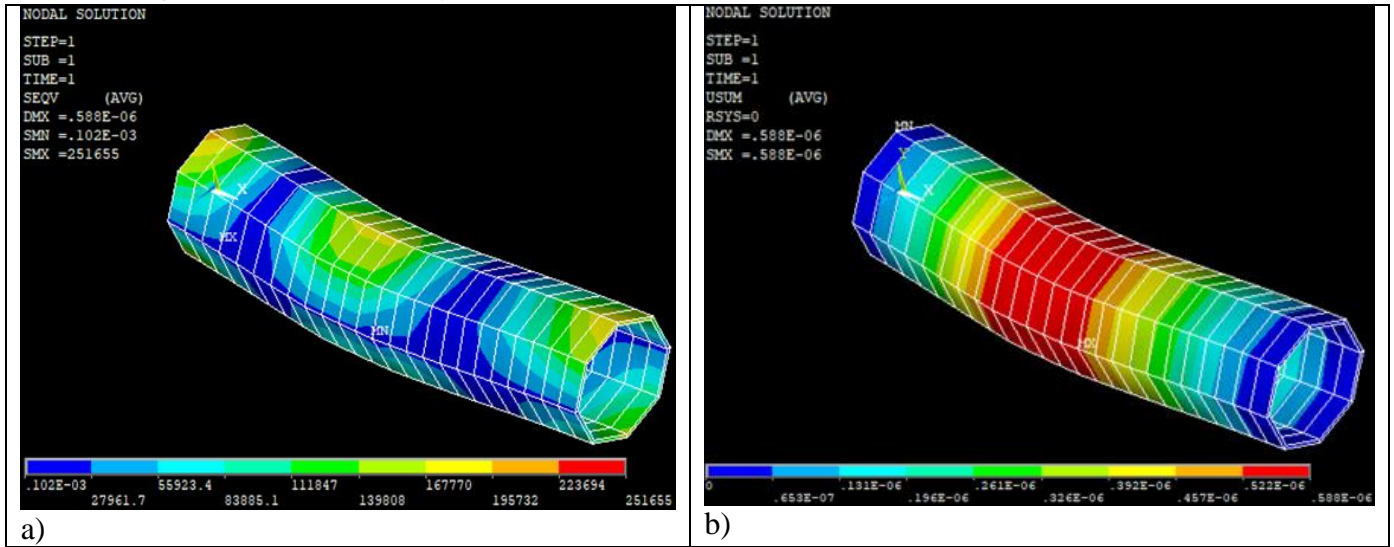 NODAL SOLUTION
STEP=1
SUB =1
TIME=1
SEQV (AVG)
DMX =.588E-06
SMN =.102E-03
SMX =251655
X
MX
MN
.102E-03 55923.4 111847 167770 223694
27961.7 83885.1 139808 195732 251655
a)
NODAL SOLUTION
STEP=1
SUB =1
TIME=1
USUM (AVG)
RSYS=0
DMX =.588E-06
SMX =.588E-06
MN
Y
X
MX
0 .131E-06 .261E-06 .392E-06 .522E-06
.653E-07 .196E-06 .326E-06 .457E-06 .588E-06
b)